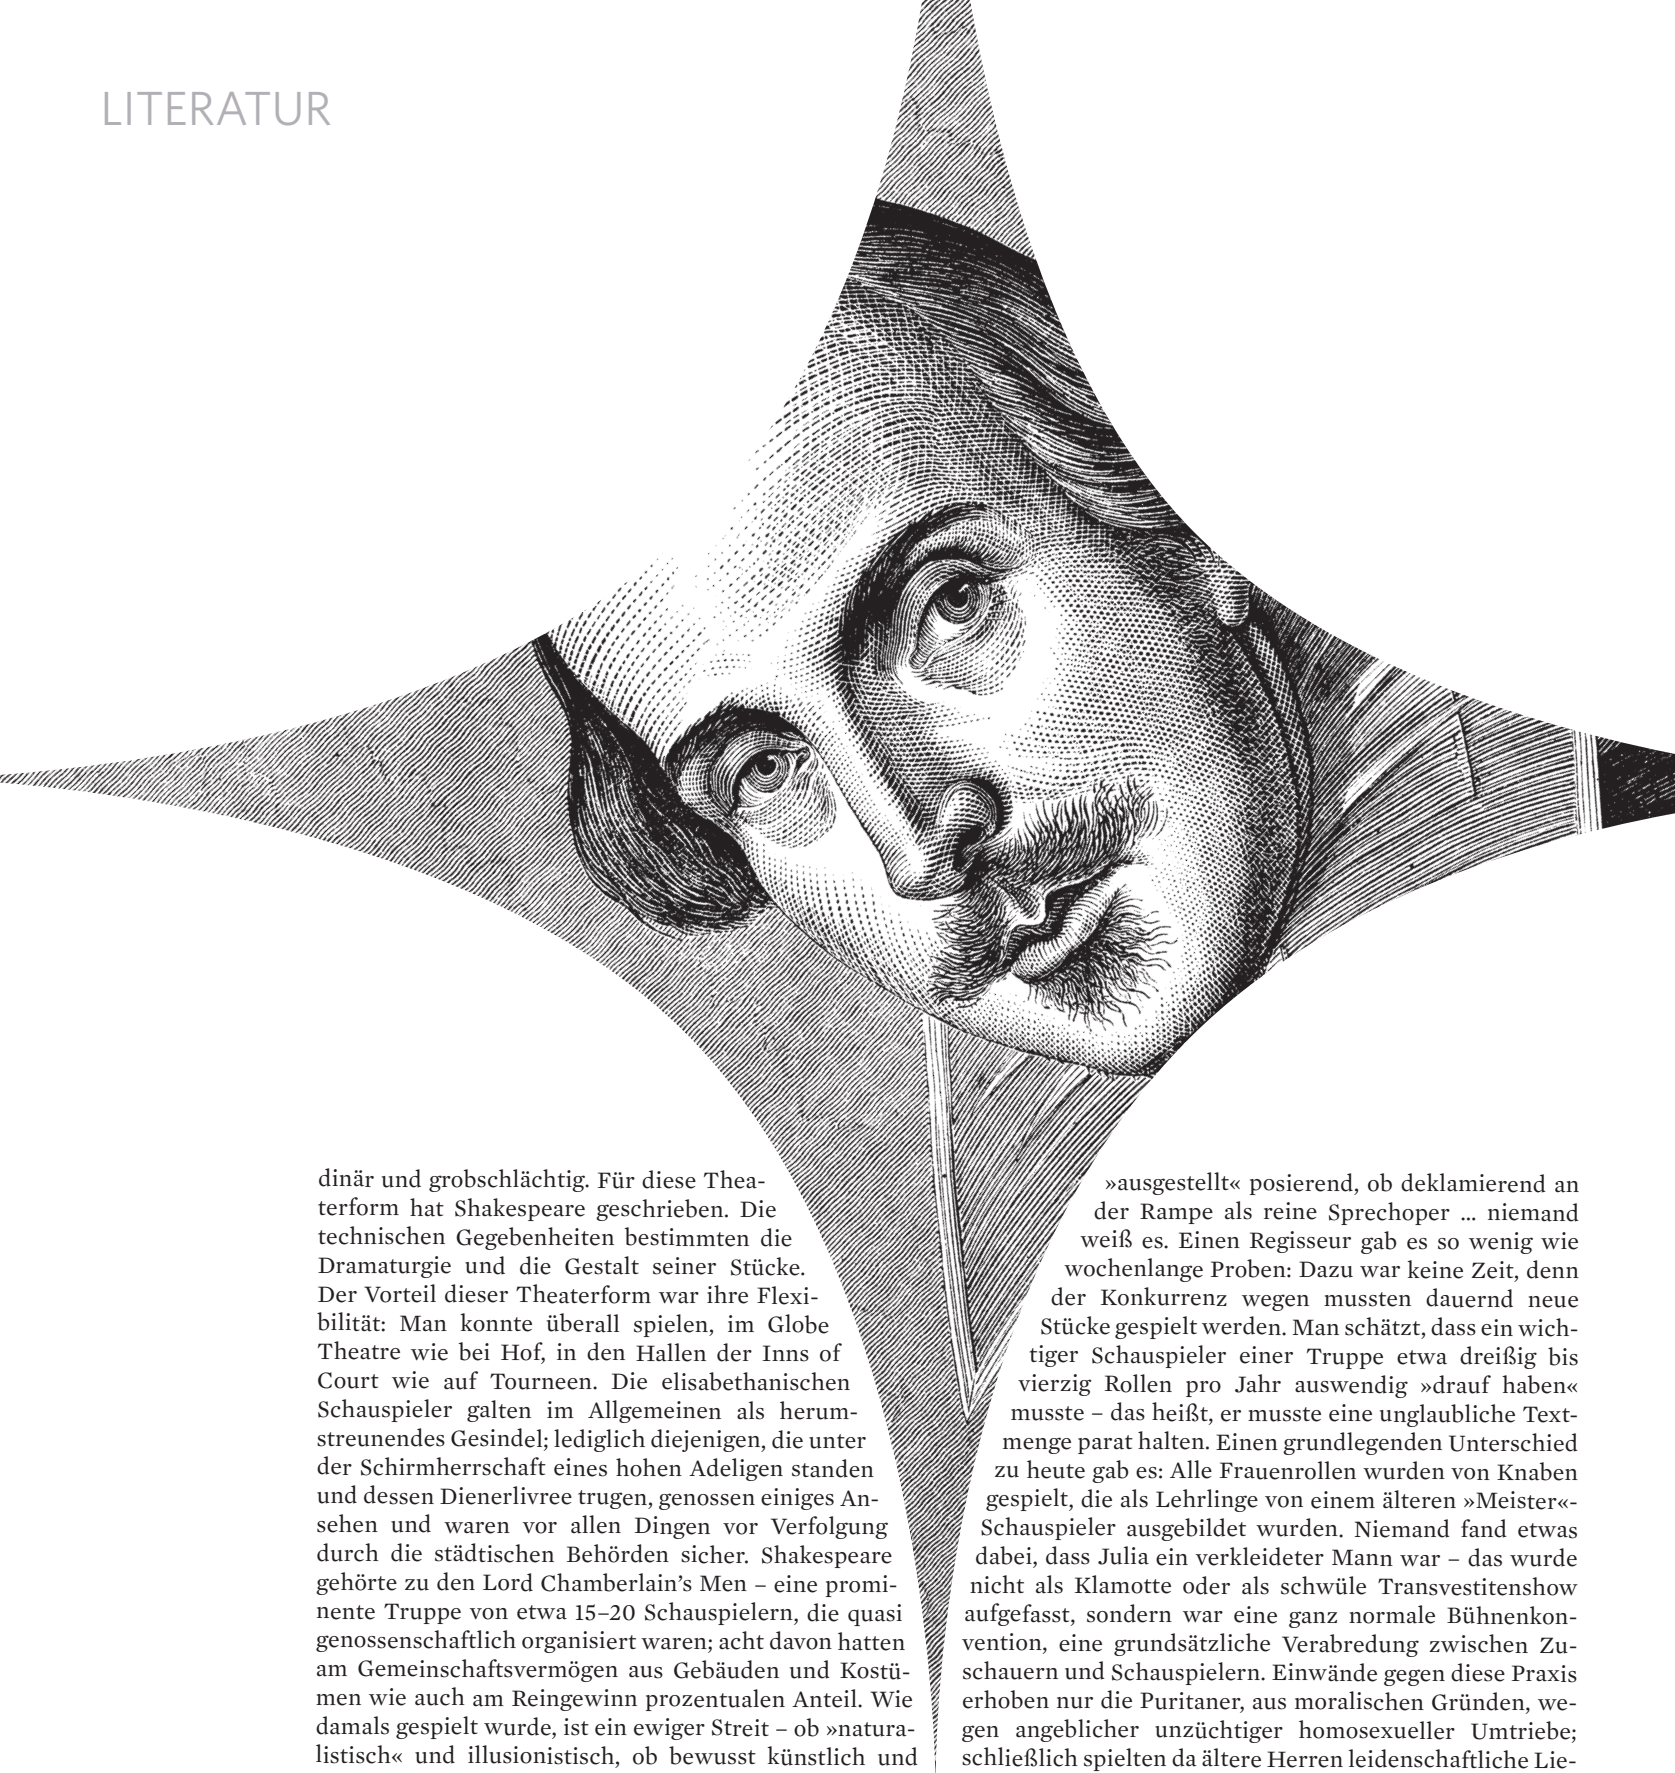 LITERATUR
dinär und grobschlächtig. Für diese Thea-
terform hat Shakespeare geschrieben. Die
technischen Gegebenheiten bestimmten die
Dramaturgie und die Gestalt seiner Stücke.
Der Vorteil dieser Theaterform war ihre Flexi-
bilität: Man konnte überall spielen, im Globe
Theatre wie bei Hof, in den Hallen der Inns of
Court wie auf Tourneen. Die elisabethanischen
Schauspieler galten im Allgemeinen als herum-
streunendes Gesindel; lediglich diejenigen, die unter
der Schirmherrschaft eines hohen Adeligen standen
und dessen Dienerlivree trugen, genossen einiges An-
sehen und waren vor allen Dingen vor Verfolgung
durch die städtischen Behörden sicher. Shakespeare
gehörte zu den Lord Chamberlain’s Men – eine promi-
nente Truppe von etwa 15–20 Schauspielern, die quasi
genossenschaftlich organisiert waren; acht davon hatten
am Gemeinschaftsvermögen aus Gebäuden und Kostü-
men wie auch am Reingewinn prozentualen Anteil. Wie
damals gespielt wurde, ist ein ewiger Streit – ob »natura-
listisch« und illusionistisch, ob bewusst künstlich und
»ausgestellt« posierend, ob deklamierend an
der Rampe als reine Sprechoper ... niemand
weiß es. Einen Regisseur gab es so wenig wie
wochenlange Proben: Dazu war keine Zeit, denn
der Konkurrenz wegen mussten dauernd neue
Stücke gespielt werden. Man schätzt, dass ein wich-
tiger Schauspieler einer Truppe etwa dreißig bis
vierzig Rollen pro Jahr auswendig »drauf haben«
musste – das heißt, er musste eine unglaubliche Text-
menge parat halten. Einen grundlegenden Unterschied
zu heute gab es: Alle Frauenrollen wurden von Knaben
gespielt, die als Lehrlinge von einem älteren »Meister«-
Schauspieler ausgebildet wurden. Niemand fand etwas
dabei, dass Julia ein verkleideter Mann war – das wurde
nicht als Klamotte oder als schwüle Transvestitenshow
aufgefasst, sondern war eine ganz normale Bühnenkon-
vention, eine grundsätzliche Verabredung zwischen Zu-
schauern und Schauspielern. Einwände gegen diese Praxis
erhoben nur die Puritaner, aus moralischen Gründen, we-
gen angeblicher unzüchtiger homosexueller Umtriebe;
schließlich spielten da ältere Herren leidenschaftliche Lie-